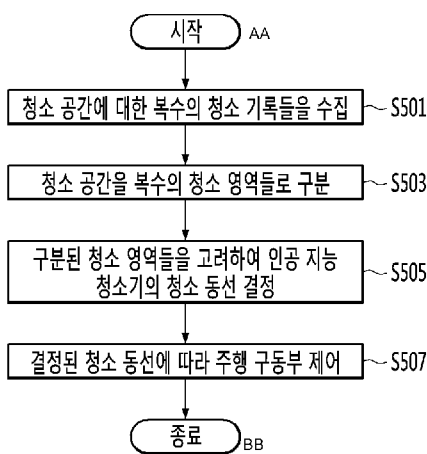 시작 AA
청소 공간에 대한 복수의 청소 기록들을 수집 S501
청소 공간을 복수의 청소 영역들로 구분 S503
구분된 청소 영역들을 고려하여 인공 지능
청소기의 청소 동선 결정 S505
결정된 청소 동선에 따라 주행 구동부 제어 S507
종료 BB